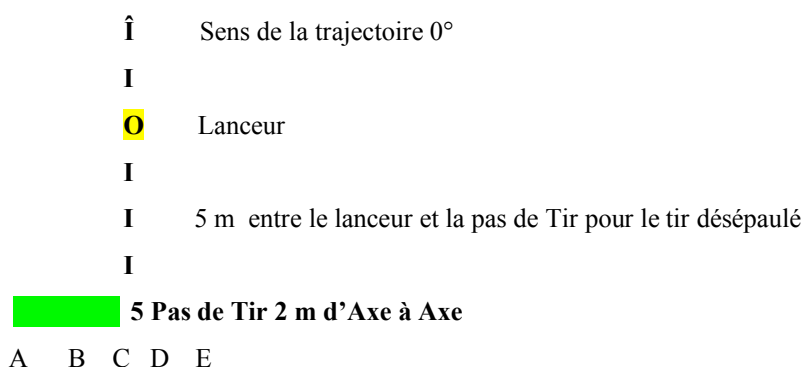 Î Sens de la trajectoire 0°
I
O Lanceur
I
I 5 m entre le lanceur et la pas de Tir pour le tir désépaulé
I
5 Pas de Tir 2 m d’Axe à Axe
A B C D E